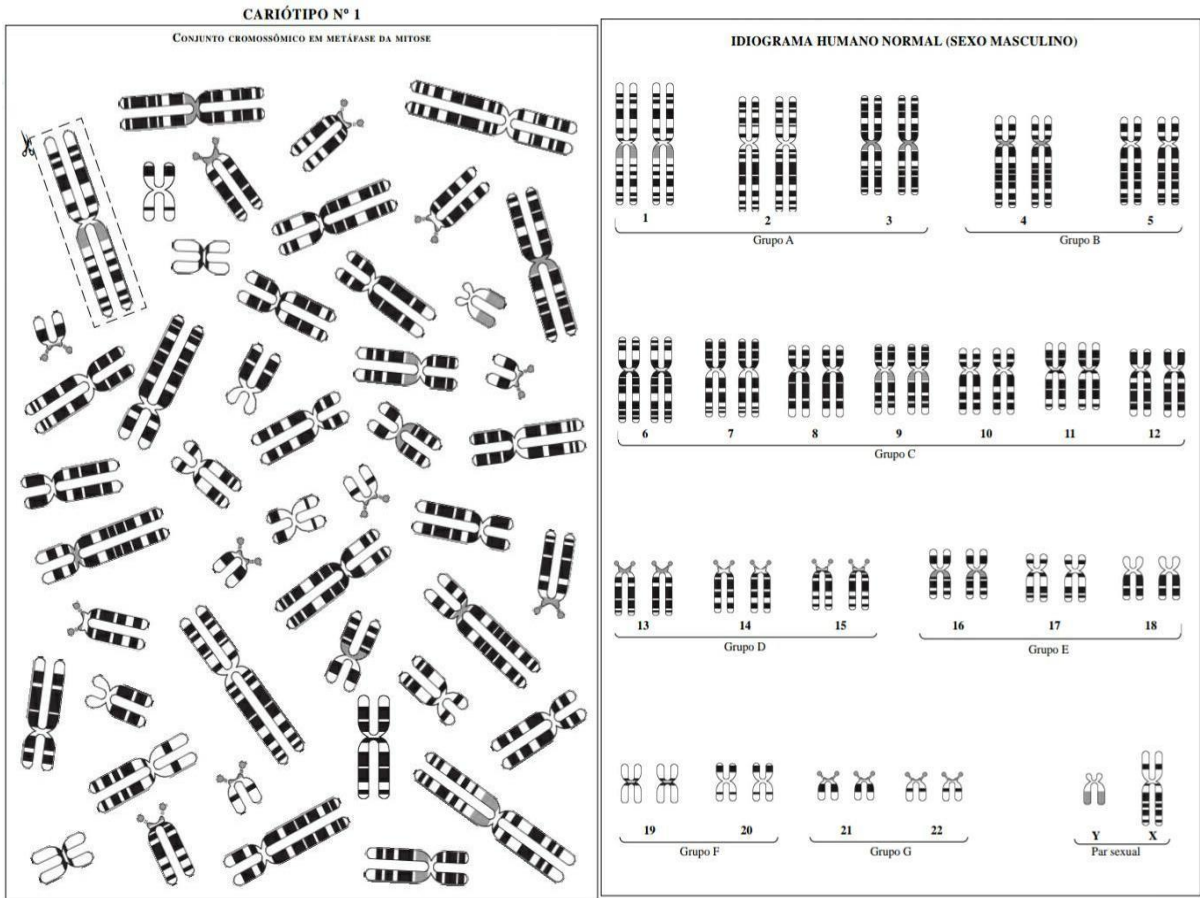 CARIÓTIPO Nº 1
CONJUNTO CROMOSSÔMICO EM METÁFASE DA MITOSE
IDIOGRAMA HUMANO NORMAL (SEXO MASCULINO)
1 2 3 4 5
Grupo A Grupo B
6 7 8 9 10 11 12
Grupo C
13 14 15 16 17 18
Grupo D Grupo E
19 20 21 22 Y X
Grupo F Grupo G Par sexual